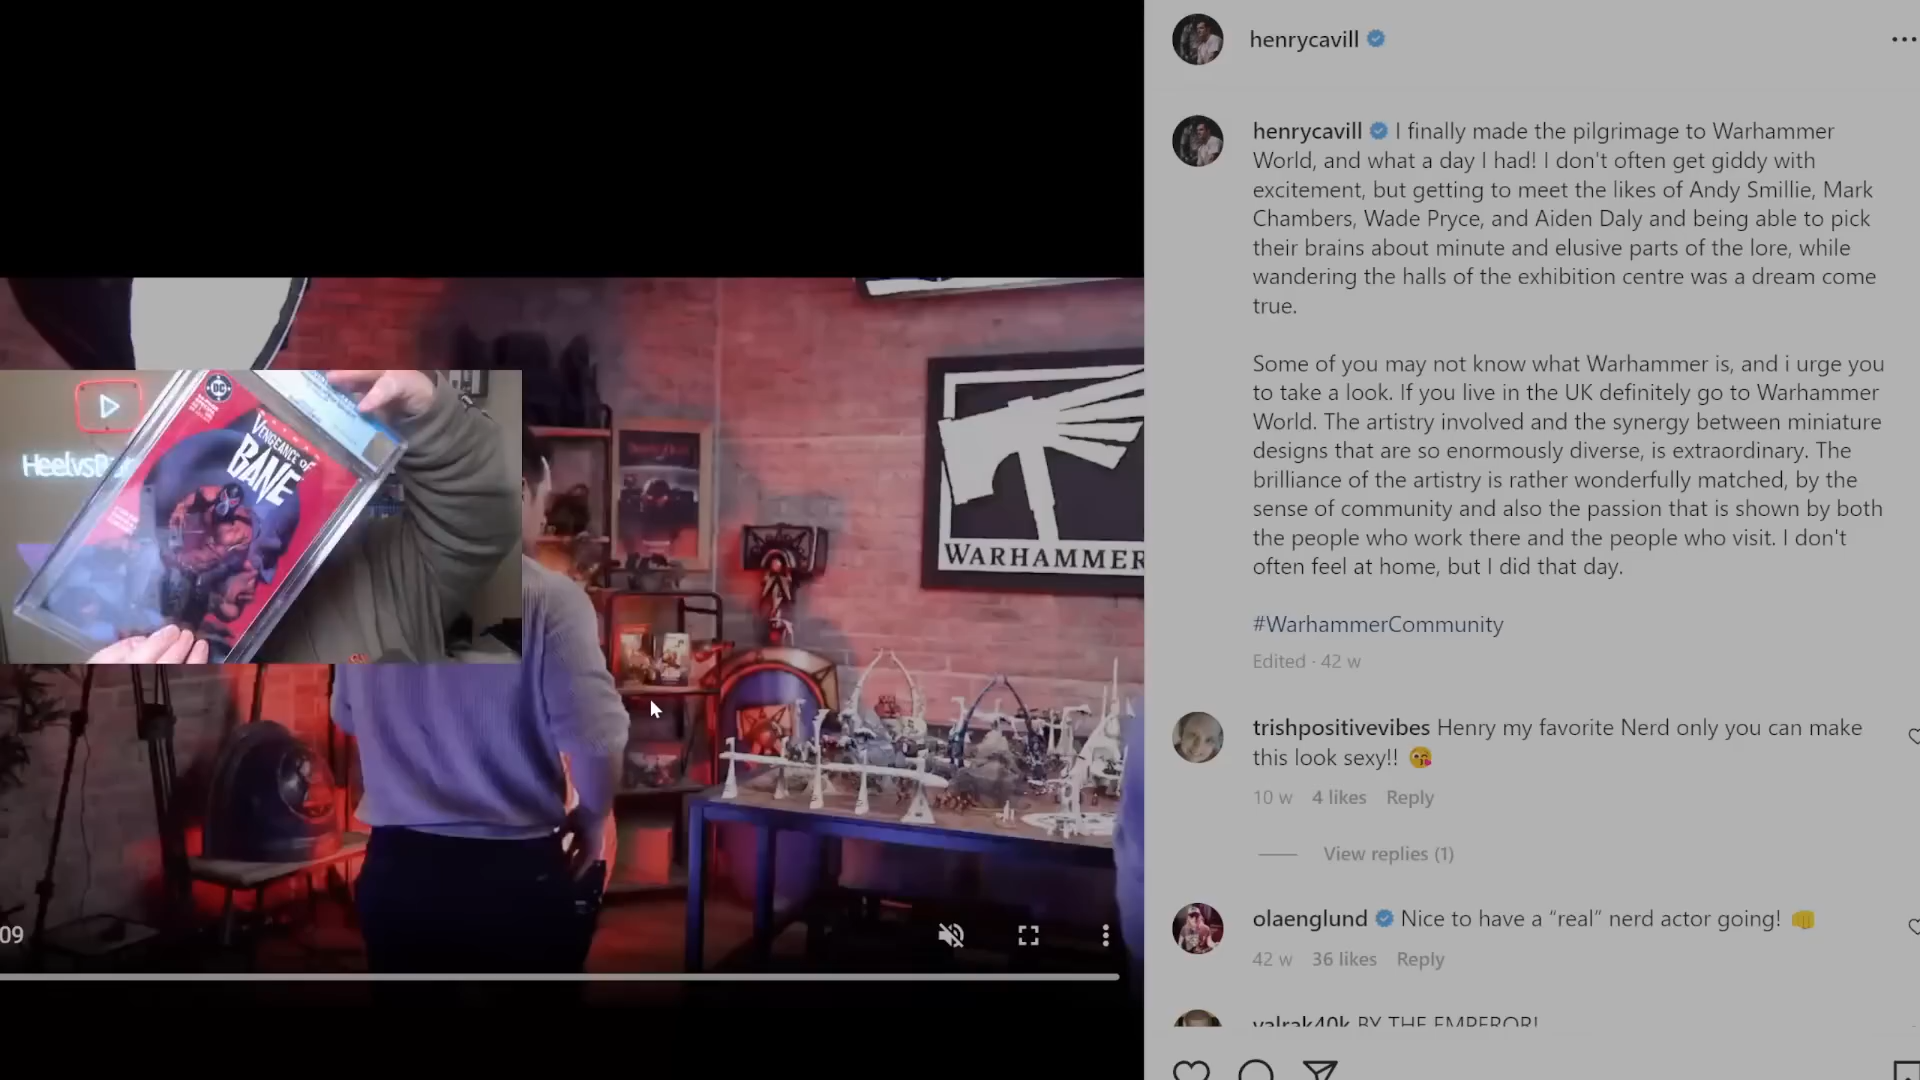 henrycavill
henrycavill I finally made the pilgrimage to Warhammer
World, and what a day I had! I don't often get giddy with
excitement, but getting to meet the likes of Andy Smillie, Mark
Chambers, Wade Pryce, and Aiden Daly and being able to pick
their brains about minute and elusive parts of the lore, while
wandering the halls of the exhibition centre was a dream come
true.
Some of you may not know what Warhammer is, and i urge you
to take a look. If you live in the UK definitely go to Warhammer
World. The artistry involved and the synergy between miniature
designs that are so enormously diverse, is extraordinary. The
brilliance of the artistry is rather wonderfully matched, by the
sense of community and also the passion that is shown by both
the people who work there and the people who visit. I don't
often feel at home, but I did that day.
#WarhammerCommunity
Edited · 42 w
trishpositivevibes Henry my favorite Nerd only you can make
this look sexy!! 😘
10 w 4 likes Reply
View replies (1)
olaenglund Nice to have a “real” nerd actor going! 👊
42 w 36 likes Reply
valrak40k BY THE EMPEROR!
WARHAMMER
DC
VENGEANCE OF
BANE
HeelvsB
09